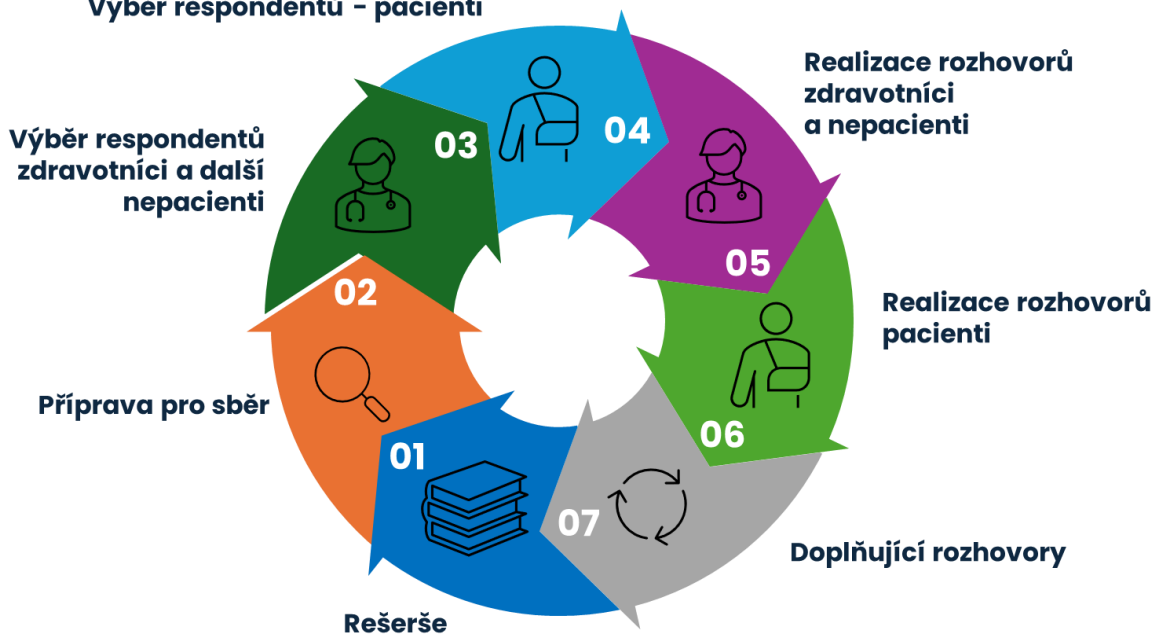 Výběr respondentů - pacienti
Realizace rozhovorů
zdravotníci
a nepacienti
Výběr respondentů
zdravotníci a další
nepacienti
03
04
05
02
Realizace rozhovorů
pacienti
Příprava pro sběr
01
06
07
Doplňující rozhovory
Rešerše